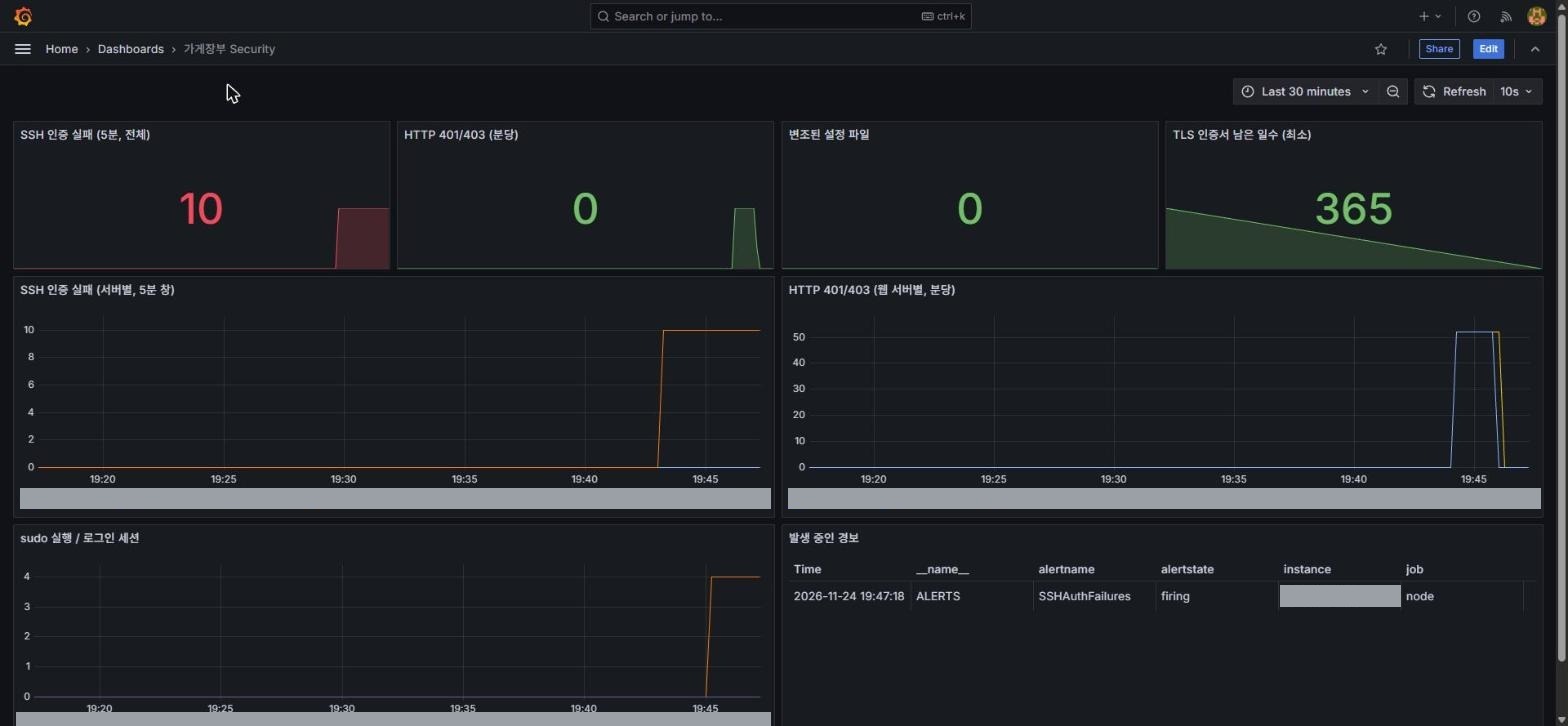 Search or jump to... ctrl+k
Home › Dashboards › 가계장부 Security
Share Edit
Last 30 minutes Refresh 10s
SSH 인증 실패 (5분, 전체)
10
HTTP 401/403 (분당)
0
변조된 설정 파일
0
TLS 인증서 남은 일수 (최소)
365
SSH 인증 실패 (서버별, 5분 창)
10
8
6
4
2
0
19:20 19:25 19:30 19:35 19:40 19:45
HTTP 401/403 (웹 서버별, 분당)
50
40
30
20
10
0
19:20 19:25 19:30 19:35 19:40 19:45
sudo 실행 / 로그인 세션
4
3
2
1
0
19:20 19:25 19:30 19:35 19:40 19:45
발생 중인 경보
Time __name__ alertname alertstate instance job
2026-11-24 19:47:18 ALERTS SSHAuthFailures firing node